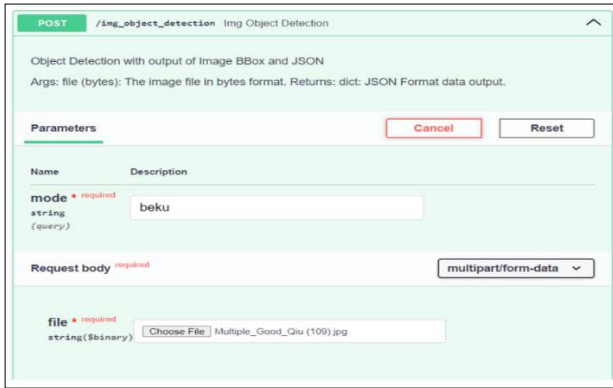 POST /img_object_detection Img Object Detection
Object Detection with output of Image BBox and JSON
Args: file (bytes): The image file in bytes format. Returns: dict: JSON Format data output.
Parameters Cancel Reset
Name Description
mode * required
string
(query)
beku
Request body required multipart/form-data
file * required
string($binary)
Choose File Multiple_Good_Qiu (109).jpg